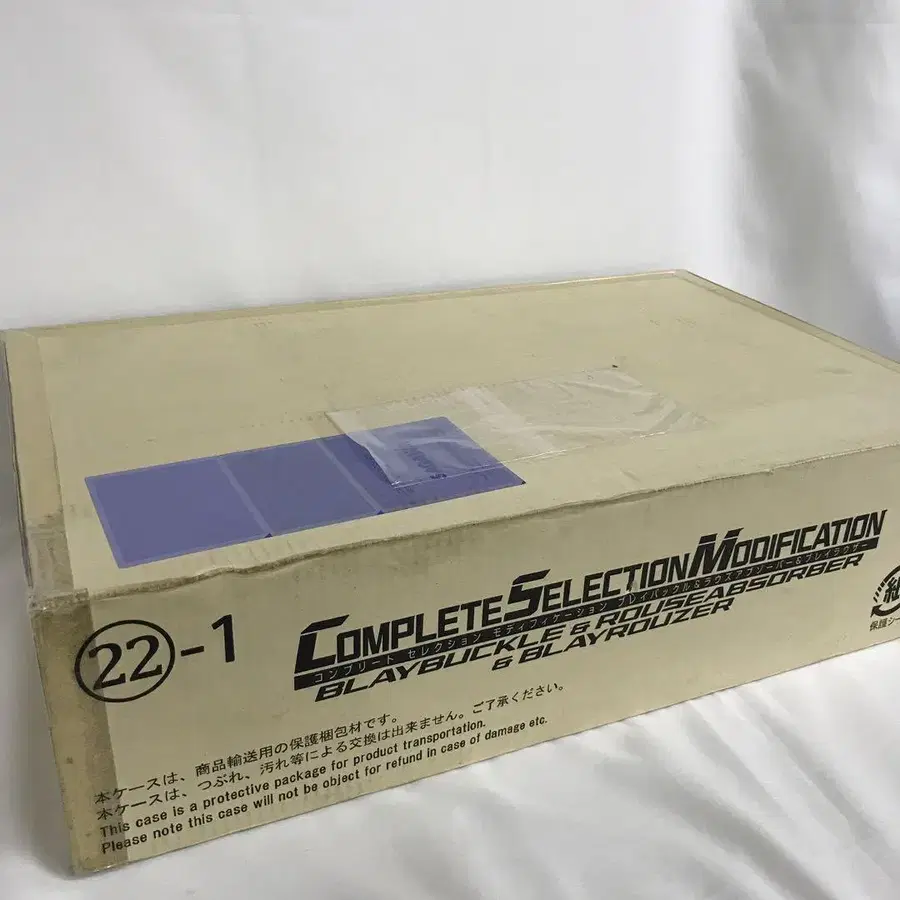 22-1
COMPLETE SELECTION MODIFICATION
コンプリート セレクション モディフィケーション ブレイバックル&ラウズアブソーバー&ブレイラウザー
BLAYBUCKLE & ROUSEABSORBER
& BLAYROUZER
本ケースは、商品輸送用の保護梱包材です。
本ケースは、つぶれ、汚れ等による交換は出来ません。ご了承ください。
This case is a protective package for product transportation.
Please note this case will not be object for refund in case of damage etc.
紙
保護シー